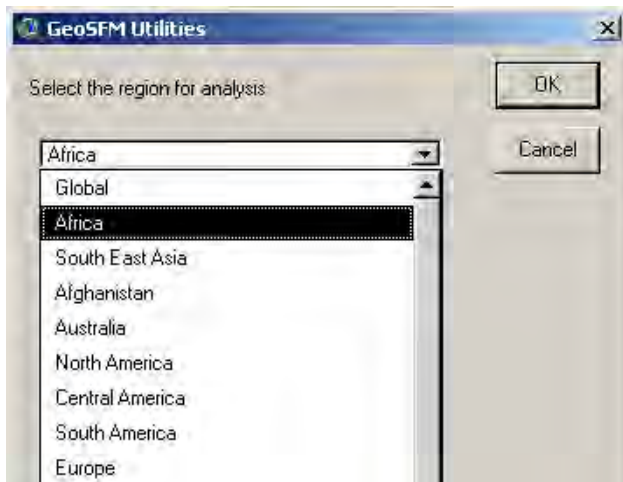 GeoSFM Utilities
Select the region for analysis
OK
Africa
Cancel
Global
Africa
South East Asia
Afghanistan
Australia
North America
Central America
South America
Europe